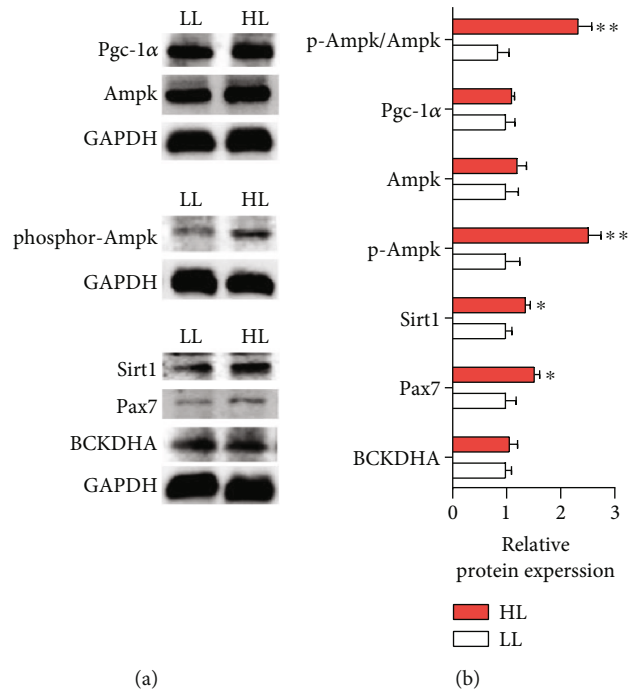 LL HL
Pgc-1α
Ampk
GAPDH
LL HL
phosphor-Ampk
GAPDH
LL HL
Sirt1
Pax7
BCKDHA
GAPDH
(a)
p-Ampk/Ampk
**
Pgc-1α
Ampk
p-Ampk
**
Sirt1
*
Pax7
*
BCKDHA
0 1 2 3
Relative
protein experssion
HL
LL
(b)